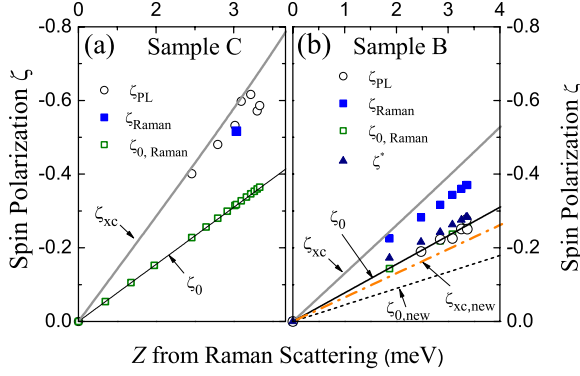 0 1 2 3 0 1 2 3 4
-0.8
(a) Sample C (b) Sample B
ζPL ζPL
ζRaman ζRaman
ζ0, Raman ζ0, Raman
ζ*
-0.6
-0.4
-0.2
0.0
-0.8
-0.6
-0.4
-0.2
0.0
ζxc
ζ0
ζxc
ζ0
ζxc,new
ζ0,new
Spin Polarization ζ
Spin Polarization ζ
Z from Raman Scattering (meV)